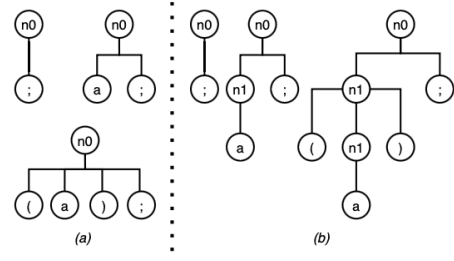 n0 n0 n0 n0 n0
; a ; ; n1 ; n1 ;
n0 a ( n1 )
( a ) ; a
(a) (b)